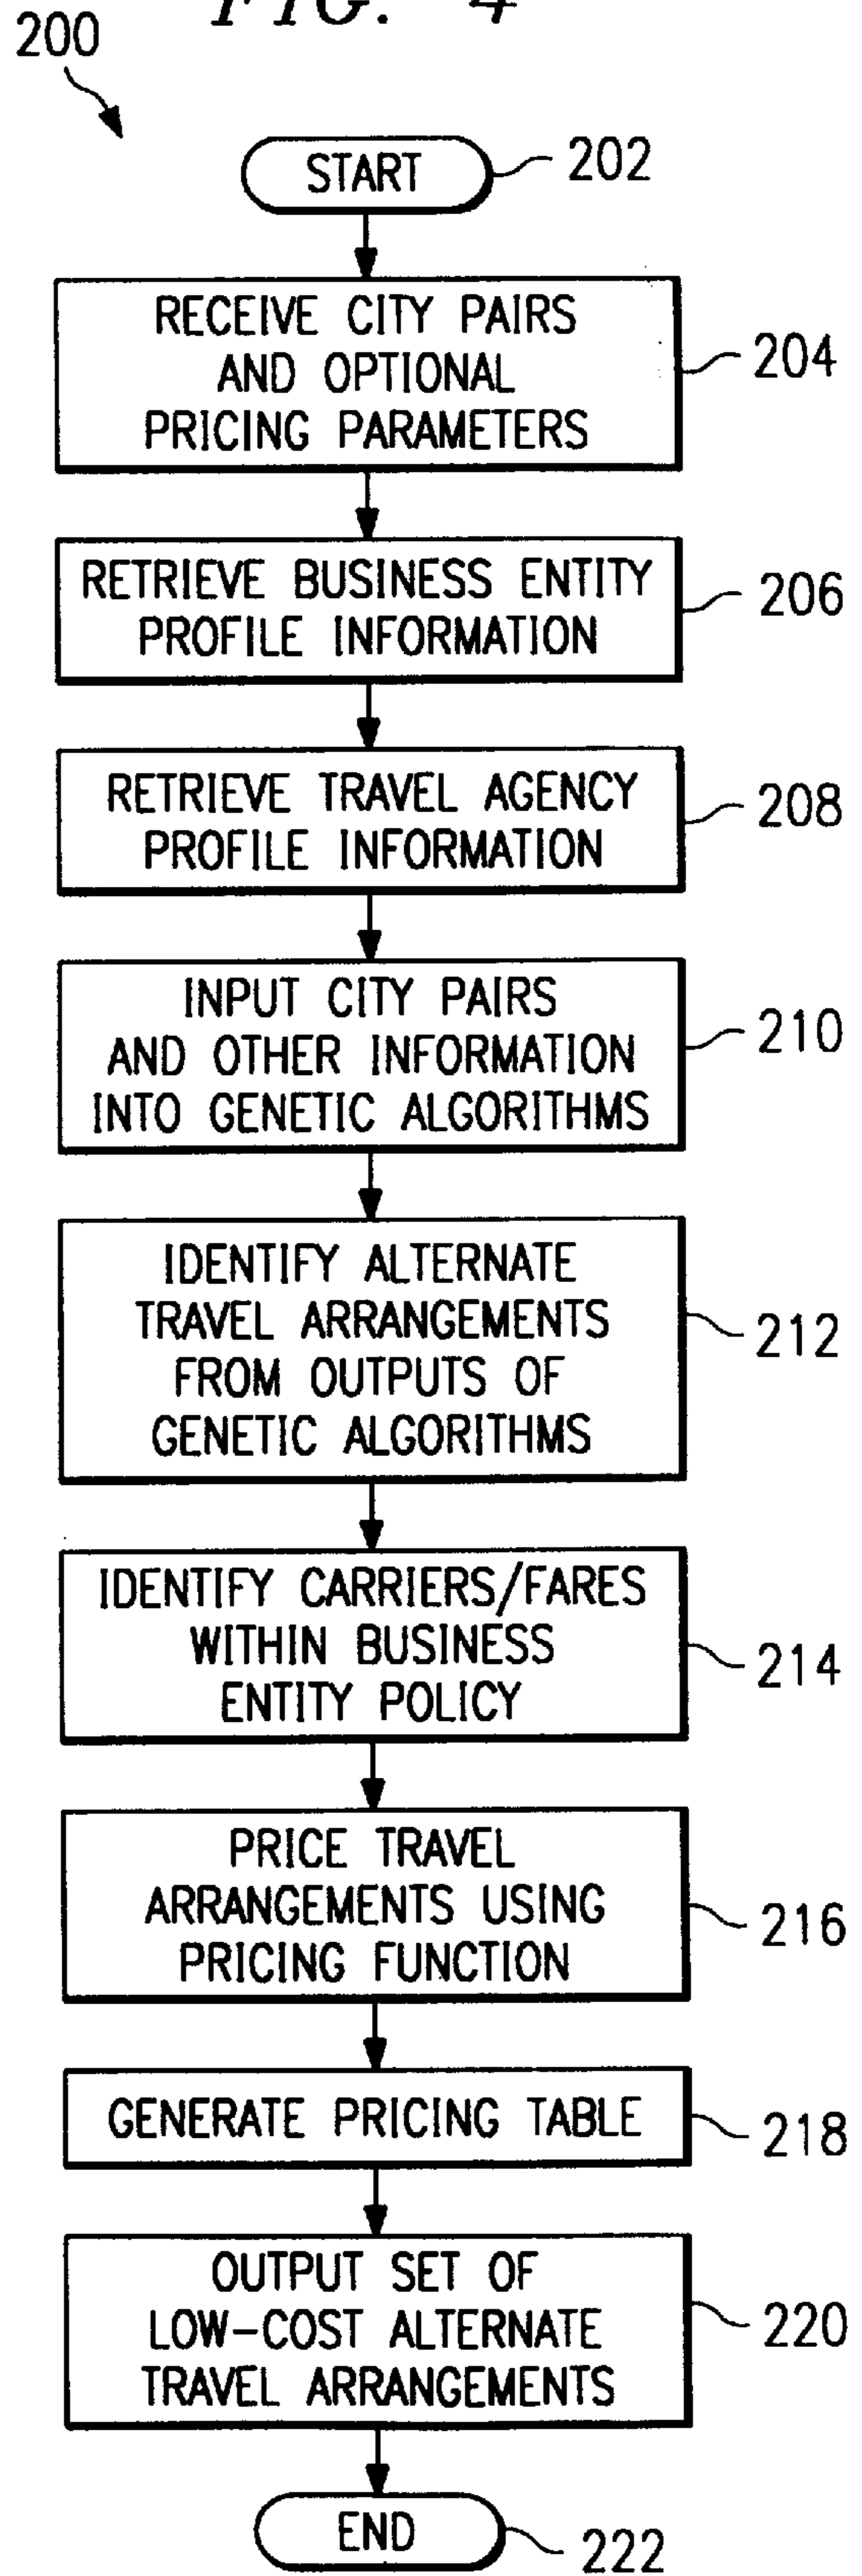 FIG. 4
200
START
202
RECEIVE CITY PAIRS
AND OPTIONAL
PRICING PARAMETERS
204
RETRIEVE BUSINESS ENTITY
PROFILE INFORMATION
206
RETRIEVE TRAVEL AGENCY
PROFILE INFORMATION
208
INPUT CITY PAIRS
AND OTHER INFORMATION
INTO GENETIC ALGORITHMS
210
IDENTIFY ALTERNATE
TRAVEL ARRANGEMENTS
FROM OUTPUTS OF
GENETIC ALGORITHMS
212
IDENTIFY CARRIERS/FARES
WITHIN BUSINESS
ENTITY POLICY
214
PRICE TRAVEL
ARRANGEMENTS USING
PRICING FUNCTION
216
GENERATE PRICING TABLE
218
OUTPUT SET OF
LOW-COST ALTERNATE
TRAVEL ARRANGEMENTS
220
END
222